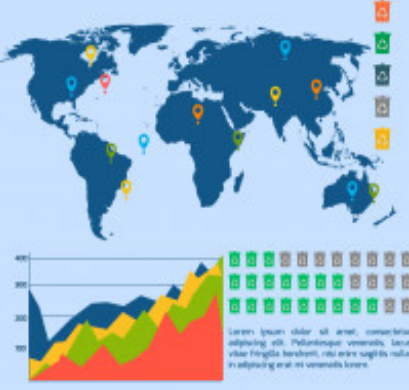 400
300
200
100
Lorem ipsum dolor sit amet, consectetur
adipiscing elit. Pellentesque venenatis, lacus
vitae fringilla hendrerit, nisi enim sagittis nulla
in adipiscing erat mi venenatis lorem.